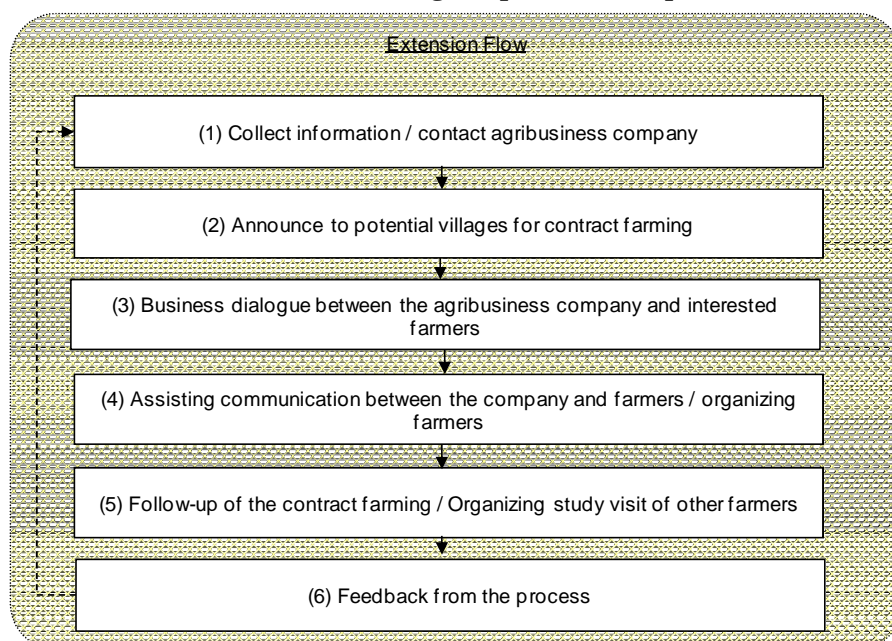 Extension Flow
(1) Collect information / contact agribusiness company
(2) Announce to potential villages for contract farming
(3) Business dialogue between the agribusiness company and interested
farmers
(4) Assisting communication between the company and farmers / organizing
farmers
(5) Follow-up of the contract farming / Organizing study visit of other farmers
(6) Feedback from the process